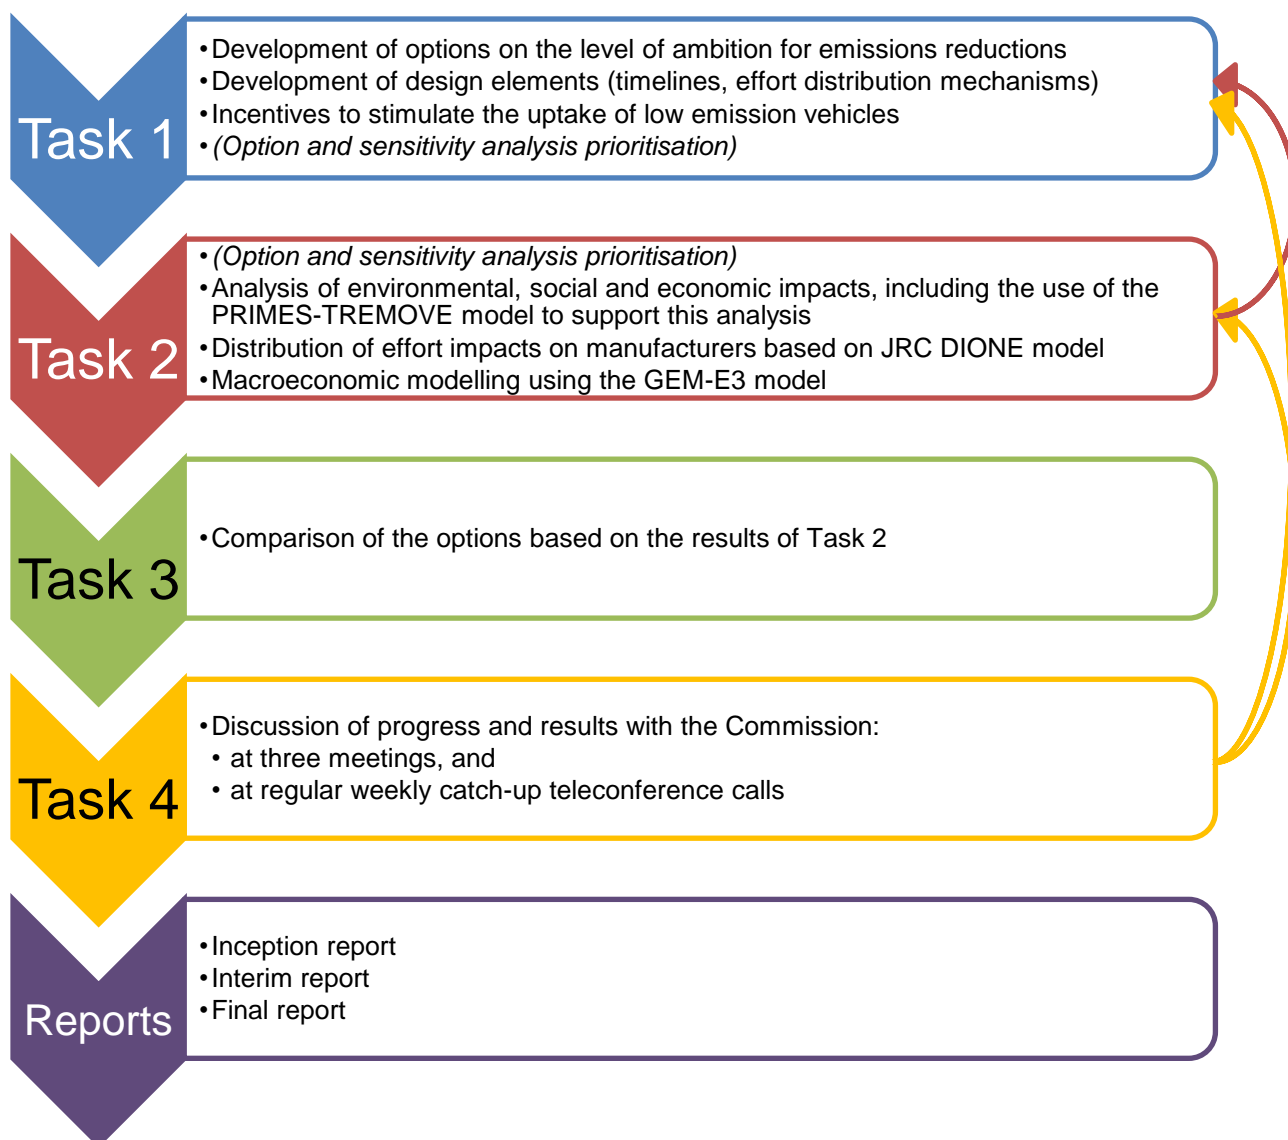 Task 1
•Development of options on the level of ambition for emissions reductions
•Development of design elements (timelines, effort distribution mechanisms)
•Incentives to stimulate the uptake of low emission vehicles
•(Option and sensitivity analysis prioritisation)
Task 2
•(Option and sensitivity analysis prioritisation)
•Analysis of environmental, social and economic impacts, including the use of the
PRIMES-TREMOVE model to support this analysis
•Distribution of effort impacts on manufacturers based on JRC DIONE model
•Macroeconomic modelling using the GEM-E3 model
Task 3
•Comparison of the options based on the results of Task 2
Task 4
•Discussion of progress and results with the Commission:
• at three meetings, and
• at regular weekly catch-up teleconference calls
Reports
•Inception report
•Interim report
•Final report